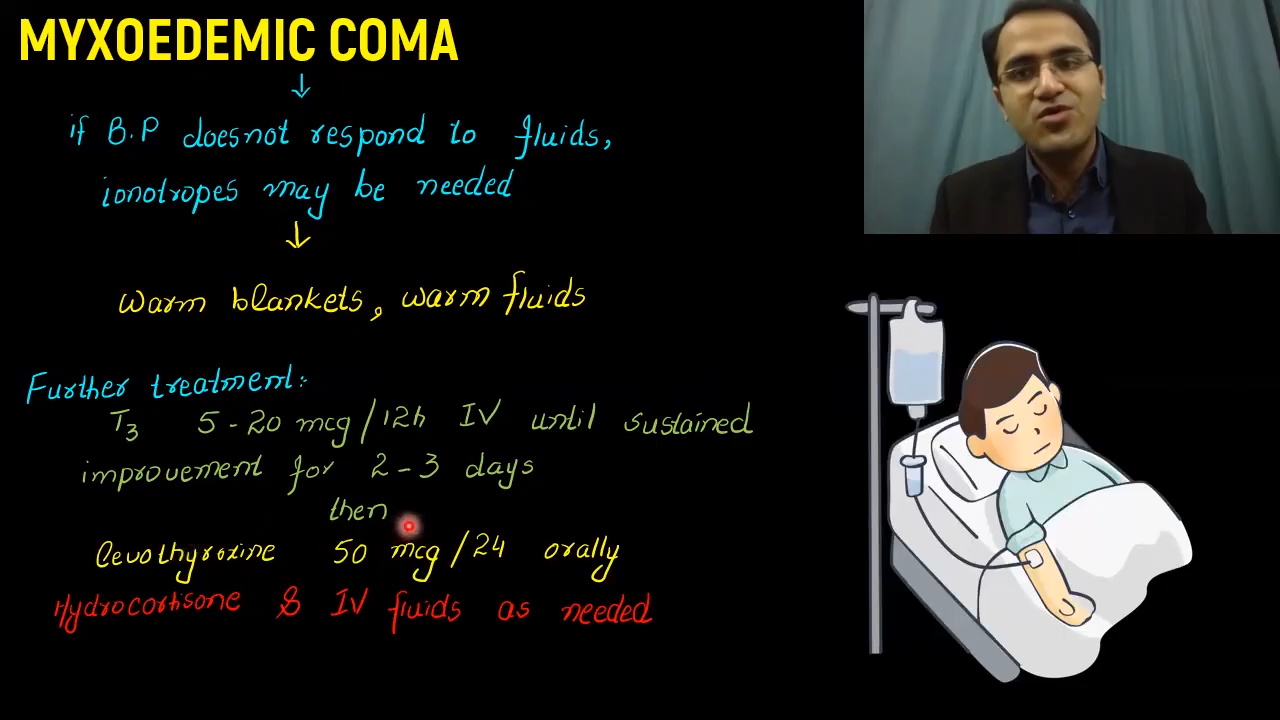 MYXOEDEMIC COMA
↓
if B.P doesnot respond to fluids,
ionotropes may be needed
↓
Warm blankets, warm fluids
Further treatment:
T3 5-20 mcg/12h IV until sustained
improvement for 2-3 days
then
levothyroxine 50 mcg/24 orally
Hydrocortisone & IV fluids as needed